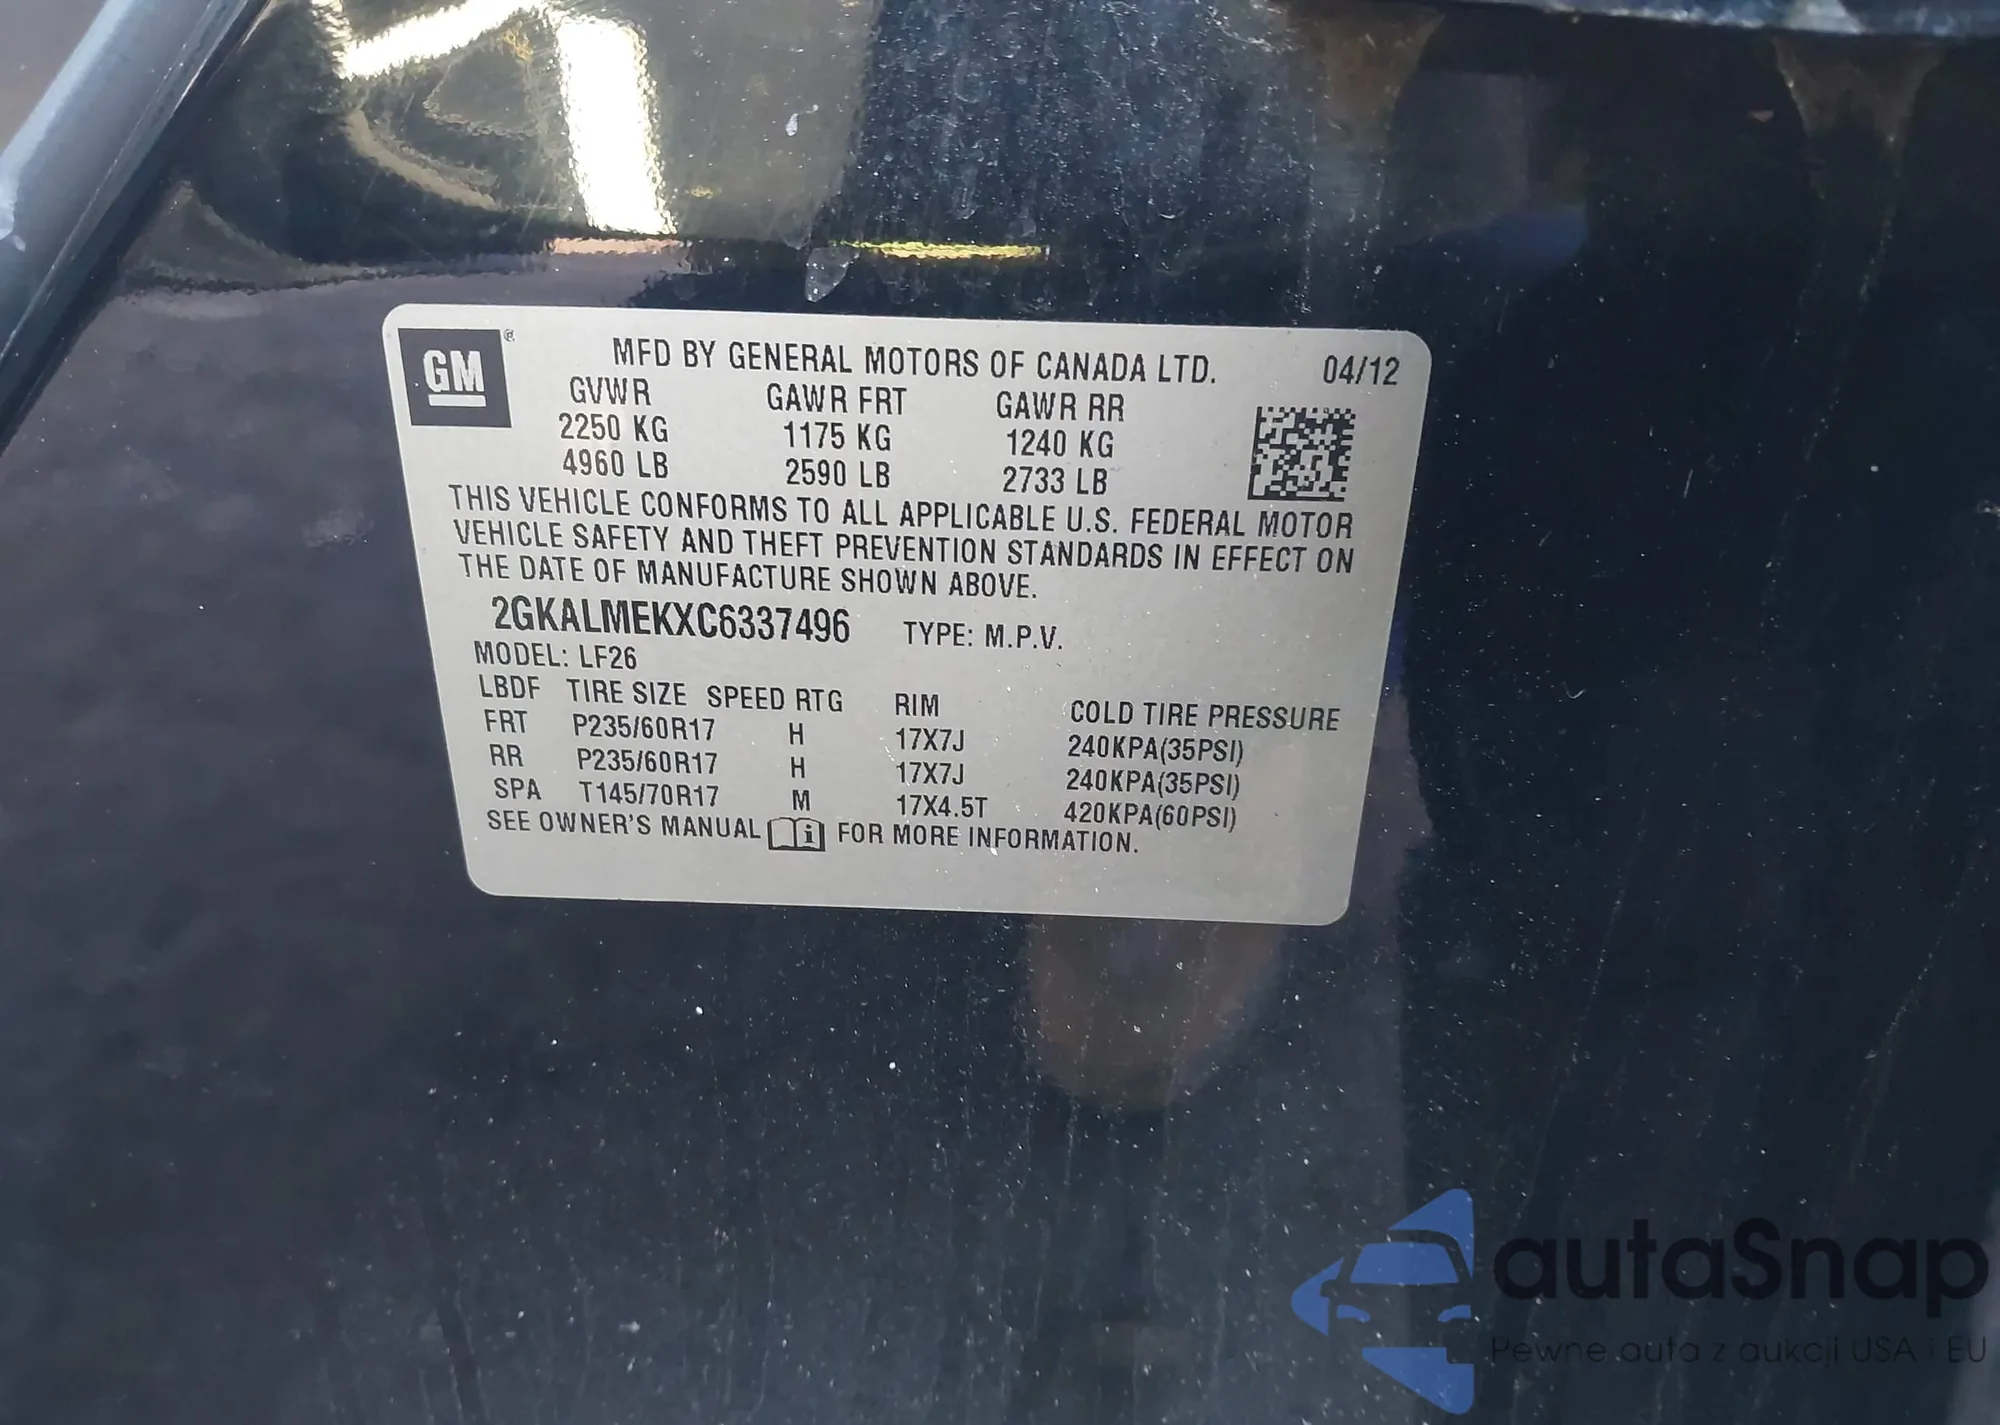 GM ®
MFD BY GENERAL MOTORS OF CANADA LTD. 04/12
GVWR GAWR FRT GAWR RR
2250 KG 1175 KG 1240 KG
4960 LB 2590 LB 2733 LB
THIS VEHICLE CONFORMS TO ALL APPLICABLE U.S. FEDERAL MOTOR
VEHICLE SAFETY AND THEFT PREVENTION STANDARDS IN EFFECT ON
THE DATE OF MANUFACTURE SHOWN ABOVE.
2GKALMEKXC6337496 TYPE: M.P.V.
MODEL: LF26
LBDF TIRE SIZE SPEED RTG RIM COLD TIRE PRESSURE
FRT P235/60R17 H 17X7J 240KPA(35PSI)
RR P235/60R17 H 17X7J 240KPA(35PSI)
SPA T145/70R17 M 17X4.5T 420KPA(60PSI)
SEE OWNER'S MANUAL i FOR MORE INFORMATION.
autaSnap
Pewne auta z aukcji USA i EU